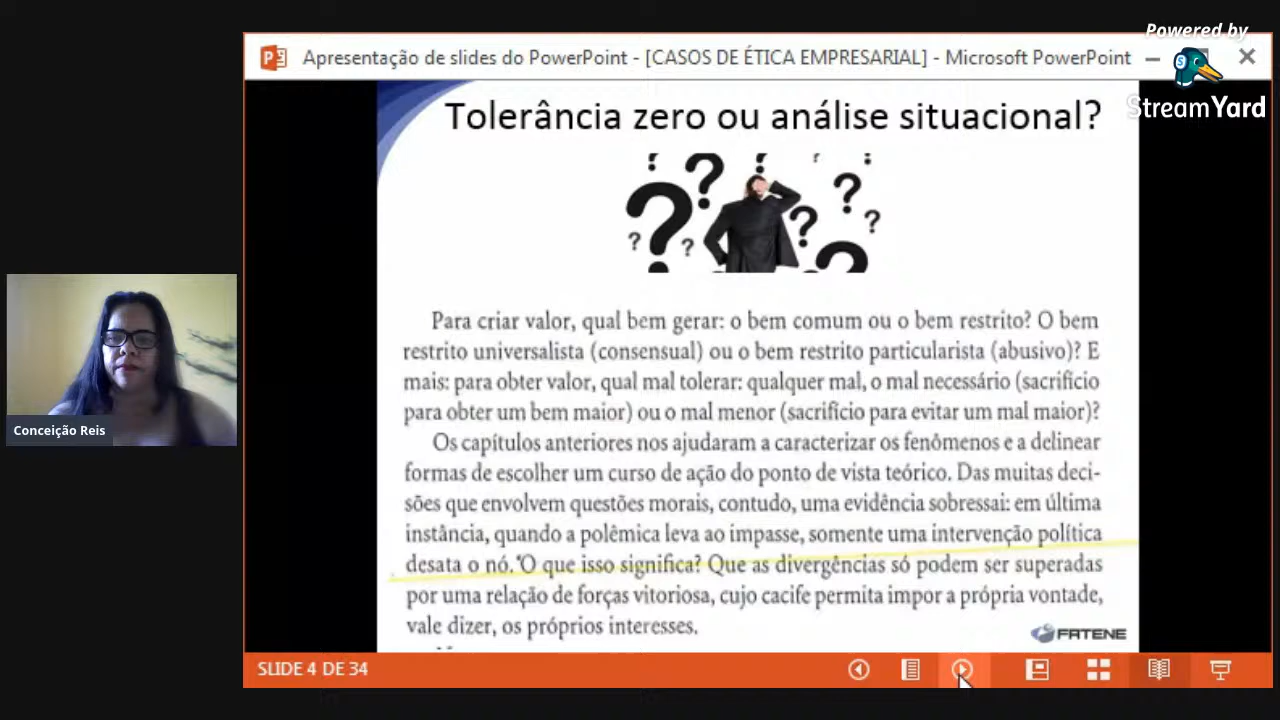 Powered by
StreamYard
Apresentação de slides do PowerPoint - [CASOS DE ÉTICA EMPRESARIAL] - Microsoft PowerPoint
Tolerância zero ou análise situacional?
? ? ? ? ? ? ? ? ? ? ?
Para criar valor, qual bem gerar: o bem comum ou o bem restrito? O bem
restrito universalista (consensual) ou o bem restrito particularista (abusivo)? E
mais: para obter valor, qual mal tolerar: qualquer mal, o mal necessário (sacrifício
para obter um bem maior) ou o mal menor (sacrifício para evitar um mal maior)?
Os capítulos anteriores nos ajudaram a caracterizar os fenômenos e a delinear
formas de escolher um curso de ação do ponto de vista teórico. Das muitas deci-
sões que envolvem questões morais, contudo, uma evidência sobressai: em última
instância, quando a polêmica leva ao impasse, somente uma intervenção política
desata o nó. O que isso significa? Que as divergências só podem ser superadas
por uma relação de forças vitoriosa, cujo cacife permita impor a própria vontade,
vale dizer, os próprios interesses.
FATENE
Conceição Reis
SLIDE 4 DE 34